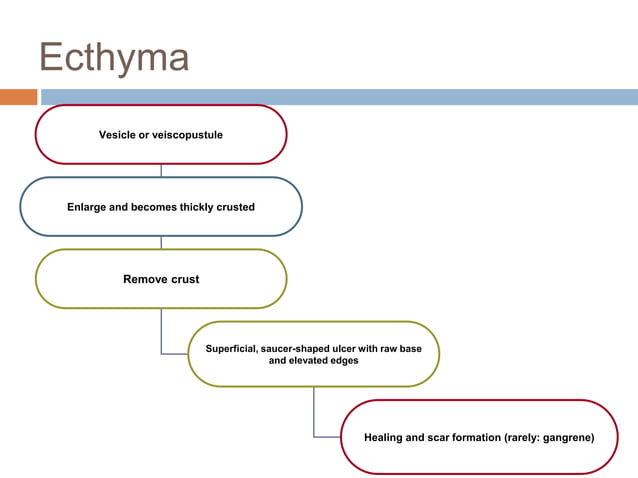 Ecthyma
Vesicle or veiscopustule
Enlarge and becomes thickly crusted
Remove crust
Superficial, saucer-shaped ulcer with raw base
and elevated edges
Healing and scar formation (rarely: gangrene)